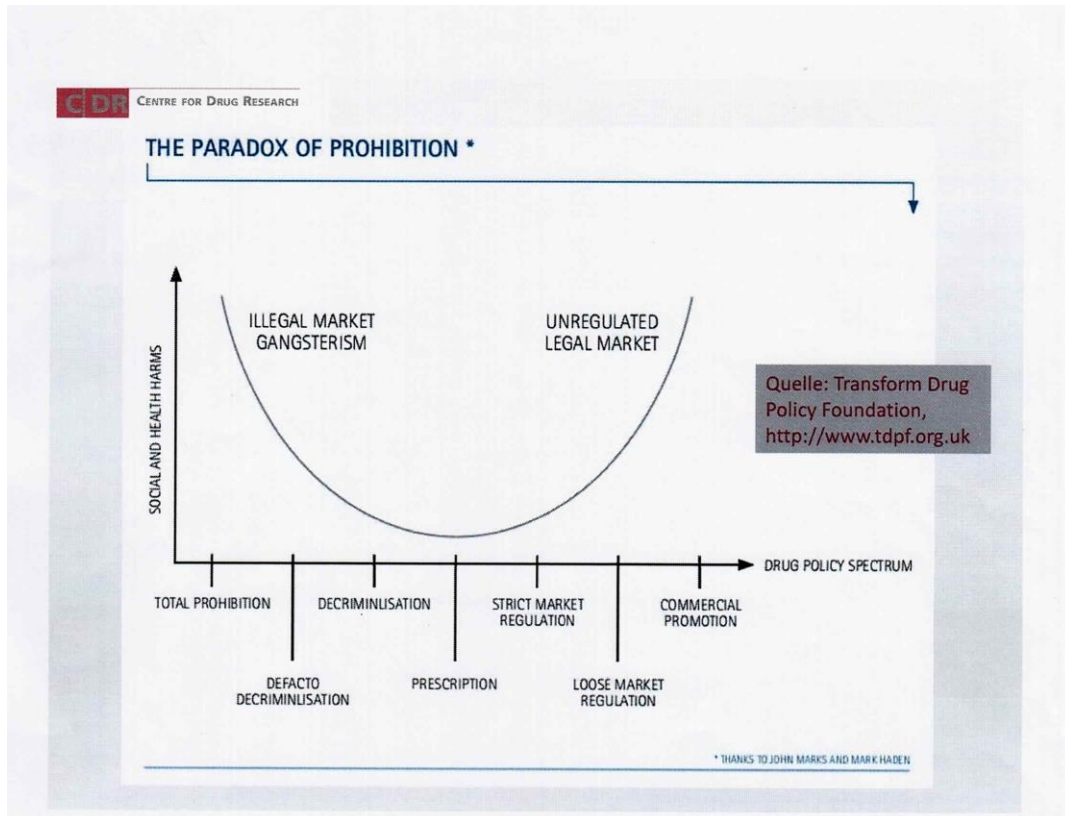 CDR CENTRE FOR DRUG RESEARCH
THE PARADOX OF PROHIBITION *
ILLEGAL MARKET
GANGSTERISM
UNREGULATED
LEGAL MARKET
SOCIAL AND HEALTH HARMS
Quelle: Transform Drug
Policy Foundation,
http://www.tdpf.org.uk
DRUG POLICY SPECTRUM
TOTAL PROHIBITION
DECRIMINLISATION
STRICT MARKET
REGULATION
COMMERCIAL
PROMOTION
DEFACTO
DECRIMINLISATION
PRESCRIPTION
LOOSE MARKET
REGULATION
* THANKS TO JOHN MARKS AND MARK HADEN